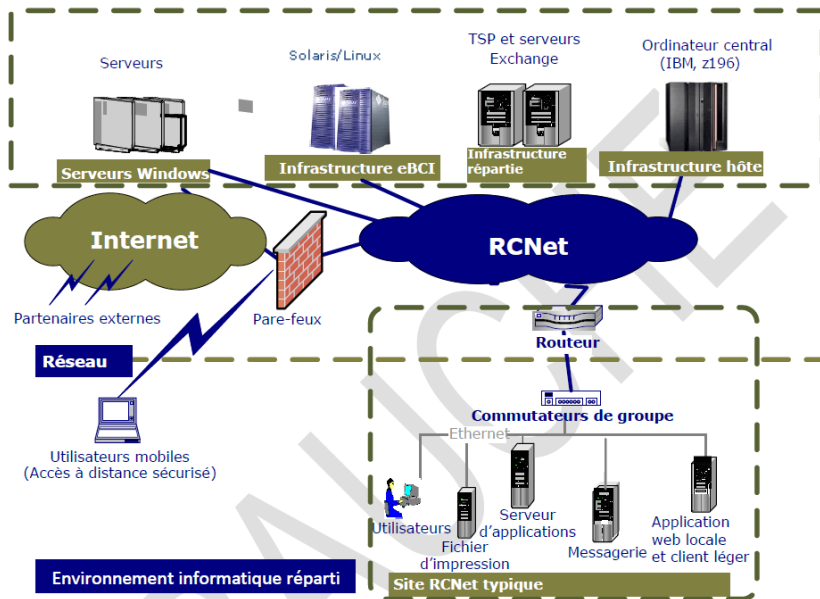 Serveurs
Solaris/Linux
TSP et serveurs
Exchange
Ordinateur central
(IBM, z196)
Serveurs Windows
Infrastructure eBCI
Infrastructure
répartie
Infrastructure hôte
Internet
RCNet
Partenaires externes
Pare-feux
Routeur
Réseau
Commutateurs de groupe
Ethernet
Utilisateurs mobiles
(Accès à distance sécurisé)
Utilisateurs
Fichier
d'impression
Serveur
d'applications
Messagerie
Application
web locale
et client léger
Environnement informatique réparti
Site RCNet typique